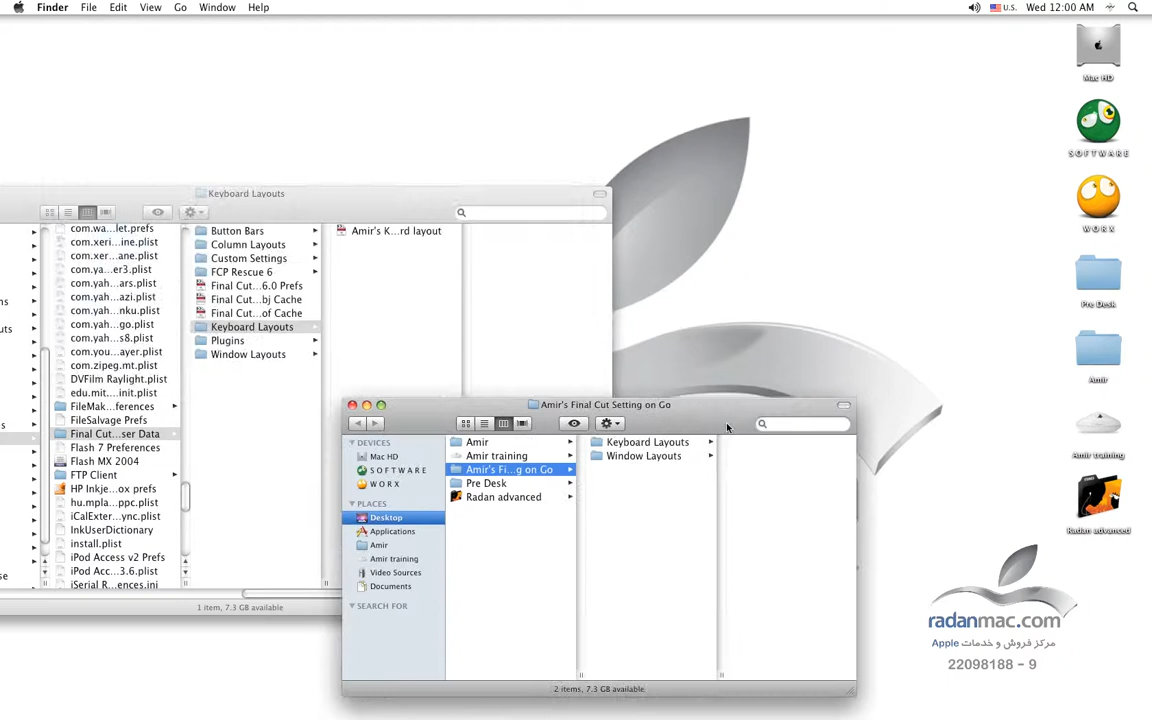 Finder File Edit View Go Window Help
U.S. Wed 12:00 AM
Mac HD
SOFTWARE
WORX
Pre Desk
Amir
Amir training
Radan advanced
Keyboard Layouts
com.wa...let.prefs
com.xeri...ine.plist
com.xer...ane.plist
com.ya...er3.plist
com.yah...ars.plist
com.yah...azi.plist
com.yah...nku.plist
com.yah...go.plist
com.yah...s8.plist
com.you...ayer.plist
com.zipeg.mt.plist
DVFilm Raylight.plist
edu.mit...init.plist
FileMak...ferences
FileSalvage Prefs
Final Cut...ser Data
Flash 7 Preferences
Flash MX 2004
FTP Client
HP Inkje...ox prefs
hu.mpla...ppc.plist
iCalExter...ync.plist
InkUserDictionary
install.plist
iPod Access v2 Prefs
iPod Acc...3.6.plist
iSerial R...ences.ini
Button Bars
Column Layouts
Custom Settings
FCP Rescue 6
Final Cut...6.0 Prefs
Final Cut...bj Cache
Final Cut...of Cache
Keyboard Layouts
Plugins
Window Layouts
Amir's K...rd layout
1 item, 7.3 GB available
Amir's Final Cut Setting on Go
DEVICES
Mac HD
SOFTWARE
WORX
PLACES
Desktop
Applications
Amir
Amir training
Video Sources
Documents
SEARCH FOR
Amir
Amir training
Amir's Fi...g on Go
Pre Desk
Radan advanced
Keyboard Layouts
Window Layouts
2 items, 7.3 GB available
radanmac.com
مرکز فروش و خدمات Apple
22098188 - 9